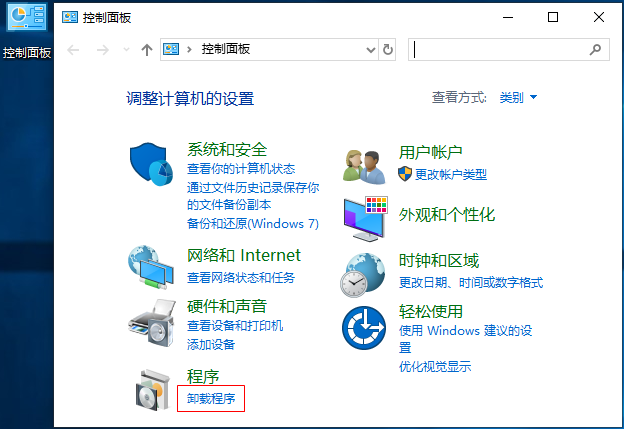 控制面板
控制面板
控制面板
调整计算机的设置
查看方式:
类别
系统和安全
查看你的计算机状态
通过文件历史记录保存你
的文件备份副本
备份和还原(Windows 7)
网络和 Internet
查看网络状态和任务
硬件和声音
查看设备和打印机
添加设备
程序
卸载程序
用户帐户
更改帐户类型
外观和个性化
时钟和区域
更改日期、时间或数字格式
轻松使用
使用 Windows 建议的设
置
优化视觉显示